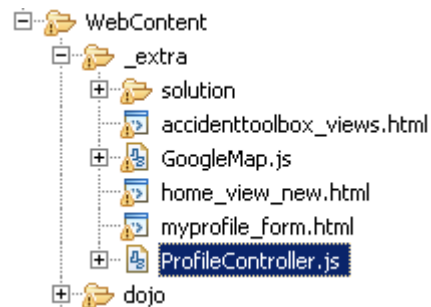 WebContent
_extra
solution
accidenttoolbox_views.html
GoogleMap.js
home_view_new.html
myprofile_form.html
ProfileController.js
dojo